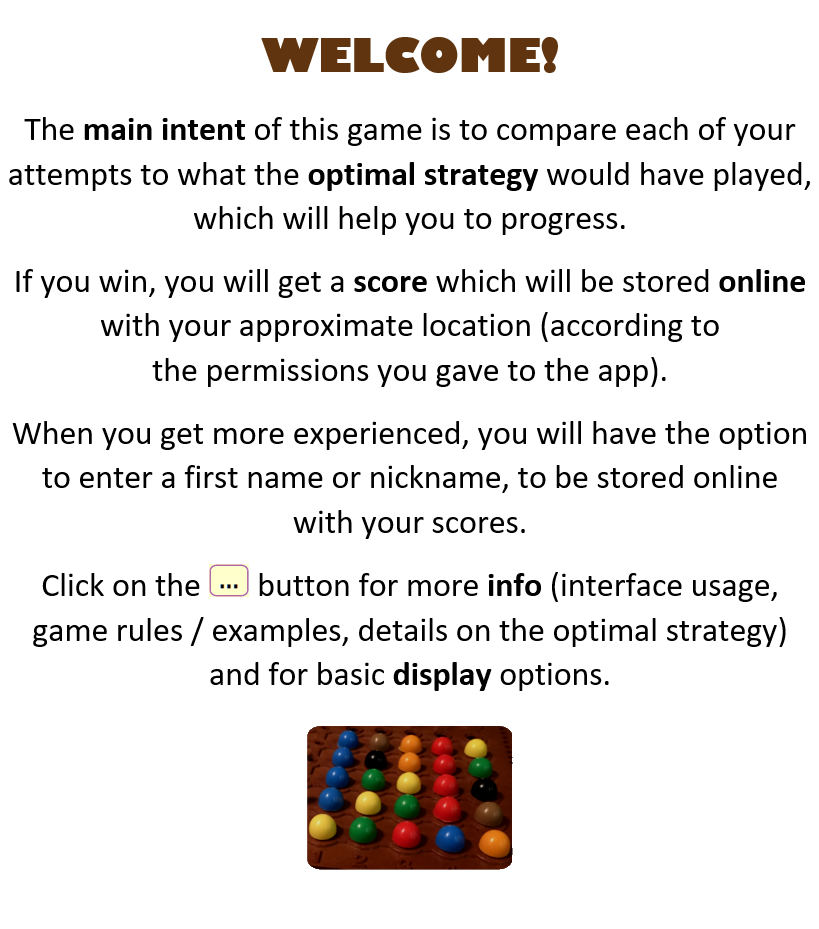 WELCOME!
The main intent of this game is to compare each of your
attempts to what the optimal strategy would have played,
which will help you to progress.
If you win, you will get a score which will be stored online
with your approximate location (according to
the permissions you gave to the app).
When you get more experienced, you will have the option
to enter a first name or nickname, to be stored online
with your scores.
Click on the ... button for more info (interface usage,
game rules / examples, details on the optimal strategy)
and for basic display options.
1 2